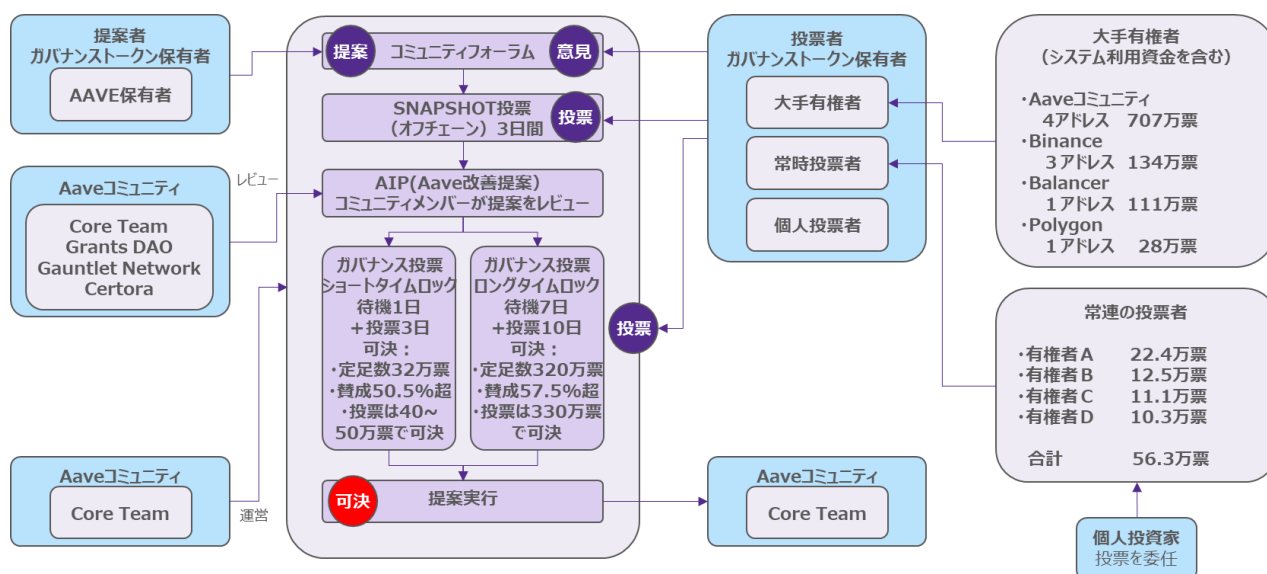 提案者
ガバナンストークン保有者
AAVE保有者
Aaveコミュニティ
Core Team
Grants DAO
Gauntlet Network
Certora
レビュー
Aaveコミュニティ
Core Team
運営
提案
コミュニティフォーラム
意見
SNAPSHOT投票
(オフチェーン) 3日間
投票
AIP(Aave改善提案)
コミュニティメンバーが提案をレビュー
ガバナンス投票
ショートタイムロック
待機1日
+投票3日
可決:
・定足数32万票
・賛成50.5%超
・投票は40~
50万票で可決
ガバナンス投票
ロングタイムロック
待機7日
+投票10日
可決:
・定足数320万票
・賛成57.5%超
・投票は330万票
で可決
投票
可決
提案実行
投票者
ガバナンストークン保有者
大手有権者
常時投票者
個人投票者
Aaveコミュニティ
Core Team
大手有権者
(システム利用資金を含む)
・Aaveコミュニティ
4アドレス 707万票
・Binance
3アドレス 134万票
・Balancer
1アドレス 111万票
・Polygon
1アドレス 28万票
常連の投票者
・有権者A 22.4万票
・有権者B 12.5万票
・有権者C 11.1万票
・有権者D 10.3万票
合計 56.3万票
個人投資家
投票を委任